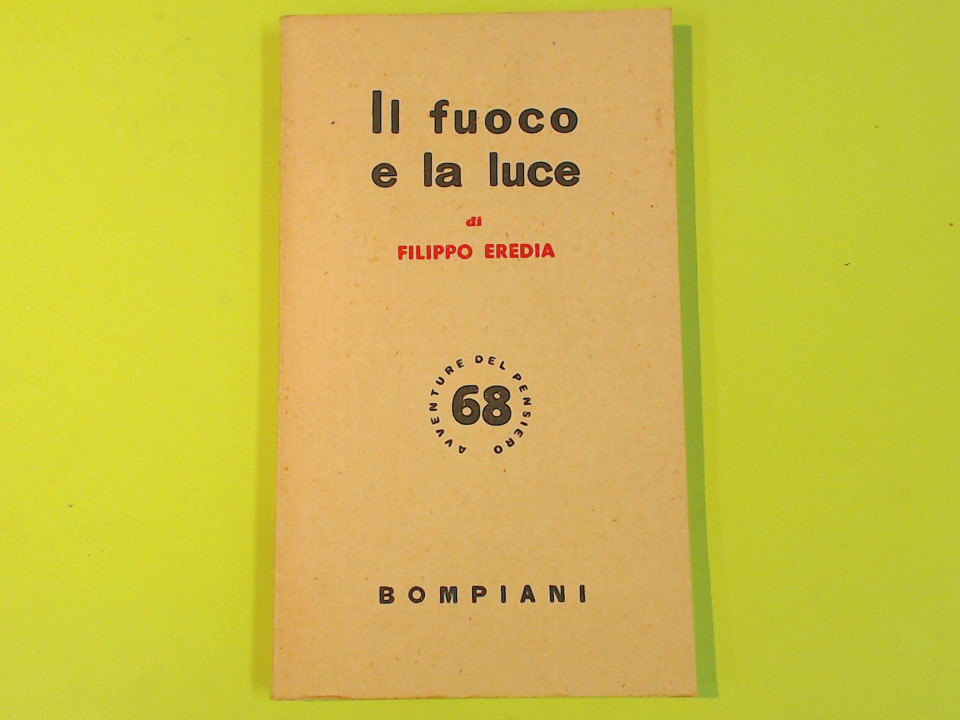 Il fuoco
e la luce
di
FILIPPO EREDIA
AVVENTURE DEL PENSIERO
68
BOMPIANI